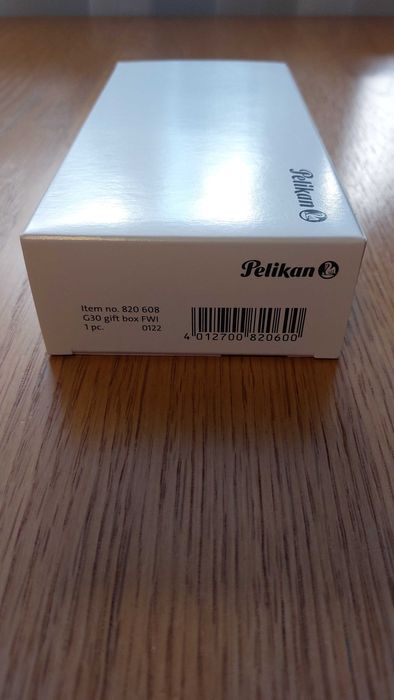 Pelikan
Pelikan
Item no. 820 608
G30 gift box FWI
1 pc. 0122
4 012700 820600